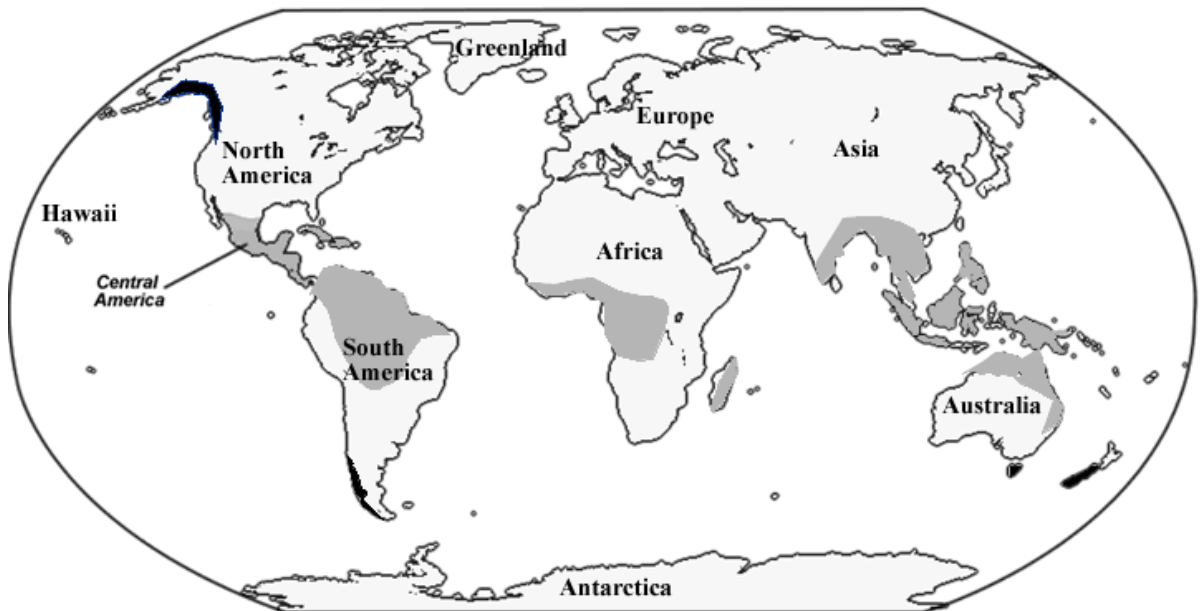 Greenland
Europe
North
America
Asia
Hawaii
Africa
Central
America
South
America
Australia
Antarctica